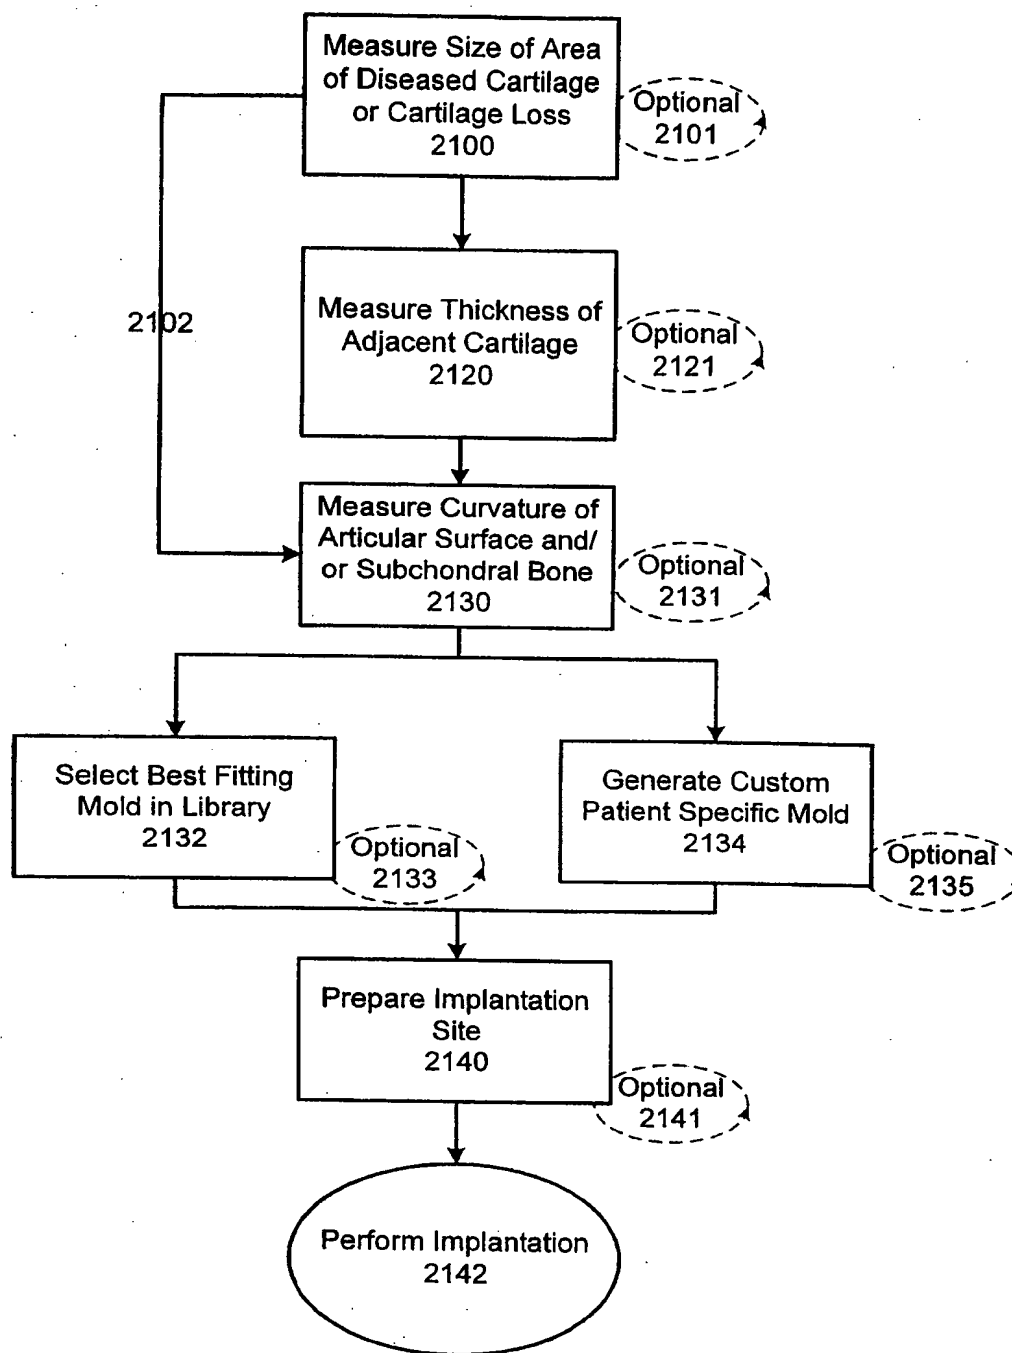 Measure Size of Area
of Diseased Cartilage
or Cartilage Loss
2100
Optional
2101
2102
Measure Thickness of
Adjacent Cartilage
2120
Optional
2121
Measure Curvature of
Articular Surface and/
or Subchondral Bone
2130
Optional
2131
Select Best Fitting
Mold in Library
2132
Optional
2133
Generate Custom
Patient Specific Mold
2134
Optional
2135
Prepare Implantation
Site
2140
Optional
2141
Perform Implantation
2142